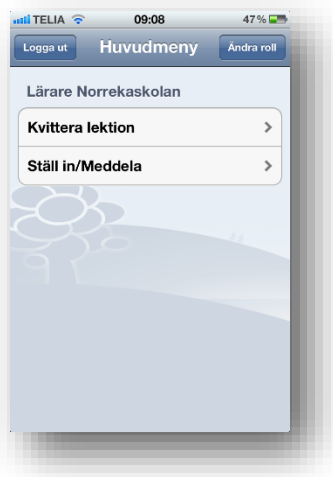 TELIA 09:08 47 %
Logga ut Huvudmeny Ändra roll
Lärare Norrekaskolan
Kvittera lektion
Ställ in/Meddela